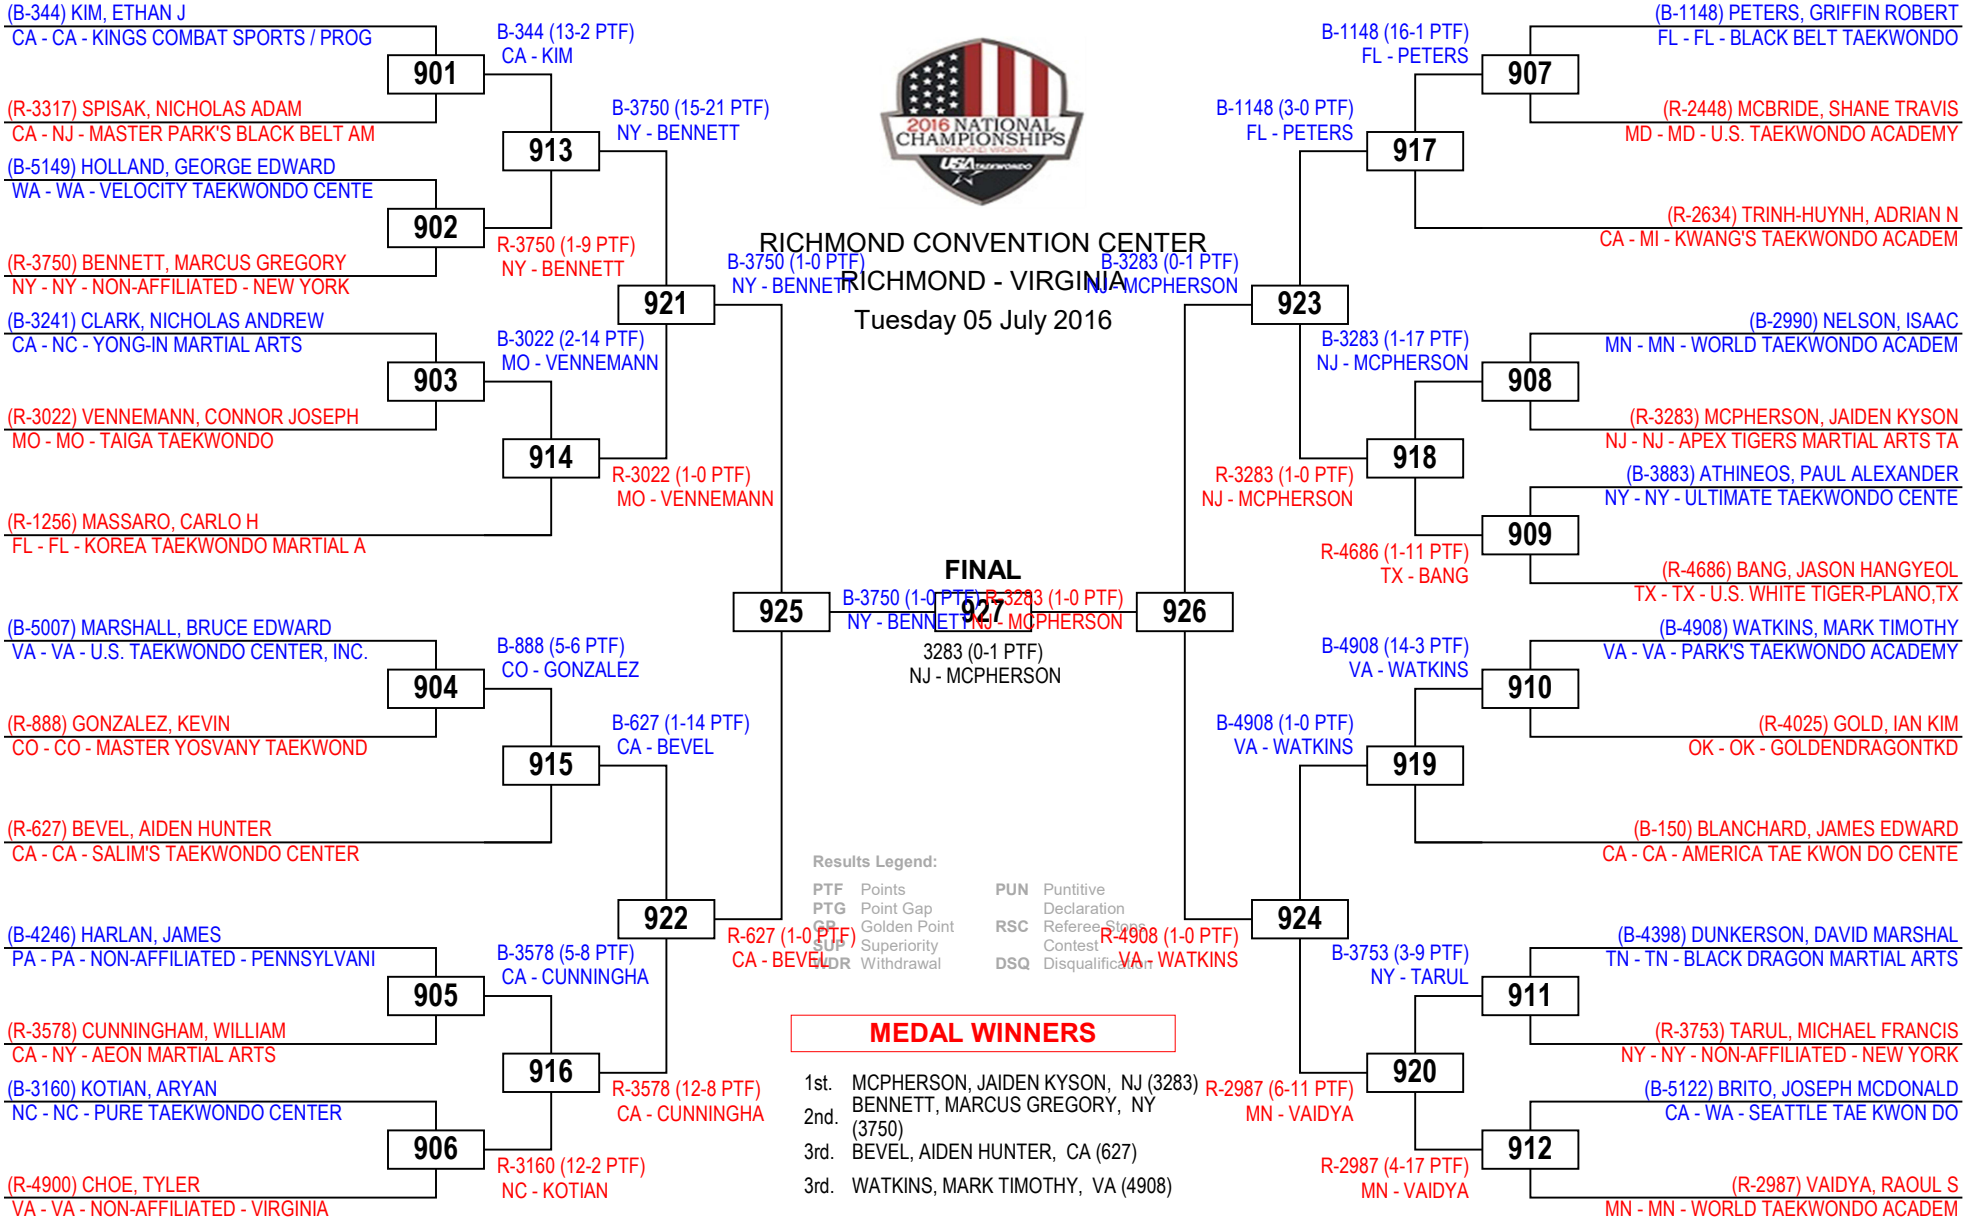 (B-344) KIM, ETHAN J
CA - CA - KINGS COMBAT SPORTS / PROG
901
(R-3317) SPISAK, NICHOLAS ADAM
CA - NJ - MASTER PARK'S BLACK BELT AM
(B-5149) HOLLAND, GEORGE EDWARD
WA - WA - VELOCITY TAEKWONDO CENTE
902
(R-3750) BENNETT, MARCUS GREGORY
NY - NY - NON-AFFILIATED - NEW YORK
(B-3241) CLARK, NICHOLAS ANDREW
CA - NC - YONG-IN MARTIAL ARTS
903
(R-3022) VENNEMANN, CONNOR JOSEPH
MO - MO - TAIGA TAEKWONDO
(R-1256) MASSARO, CARLO H
FL - FL - KOREA TAEKWONDO MARTIAL A
(B-5007) MARSHALL, BRUCE EDWARD
VA - VA - U.S. TAEKWONDO CENTER, INC.
904
(R-888) GONZALEZ, KEVIN
CO - CO - MASTER YOSVANY TAEKWOND
(R-627) BEVEL, AIDEN HUNTER
CA - CA - SALIM'S TAEKWONDO CENTER
(B-4246) HARLAN, JAMES
PA - PA - NON-AFFILIATED - PENNSYLVANI
905
(R-3578) CUNNINGHAM, WILLIAM
CA - NY - AEON MARTIAL ARTS
(B-3160) KOTIAN, ARYAN
NC - NC - PURE TAEKWONDO CENTER
906
(R-4900) CHOE, TYLER
VA - VA - NON-AFFILIATED - VIRGINIA
B-344 (13-2 PTF)
CA - KIM
913
R-3750 (1-9 PTF)
NY - BENNETT
B-3022 (2-14 PTF)
MO - VENNEMANN
914
B-888 (5-6 PTF)
CO - GONZALEZ
915
B-3578 (5-8 PTF)
CA - CUNNINGHA
916
R-3160 (12-2 PTF)
NC - KOTIAN
B-3750 (15-21 PTF)
NY - BENNETT
921
R-3022 (1-0 PTF)
MO - VENNEMANN
B-627 (1-14 PTF)
CA - BEVEL
922
R-3578 (12-8 PTF)
CA - CUNNINGHA
B-3750 (1-0 PTF)
NY - BENNETT
925
R-627 (1-0 PTF)
CA - BEVEL
2016 NATIONAL
CHAMPIONSHIPS
RICHMOND VIRGINIA
USA TAEKWONDO
RICHMOND CONVENTION CENTER
RICHMOND - VIRGINIA
Tuesday 05 July 2016
FINAL
B-3750 (1-0 PTF)
NY - BENNETT
927
R-3283 (1-0 PTF)
NJ - MCPHERSON
3283 (0-1 PTF)
NJ - MCPHERSON
Results Legend:
PTF Points
PTG Point Gap
GP Golden Point
SUP Superiority
WDR Withdrawal
PUN Puntitive
Declaration
RSC Referee Stops
Contest
DSQ Disqualification
MEDAL WINNERS
1st. MCPHERSON, JAIDEN KYSON, NJ (3283)
2nd. BENNETT, MARCUS GREGORY, NY
(3750)
3rd. BEVEL, AIDEN HUNTER, CA (627)
3rd. WATKINS, MARK TIMOTHY, VA (4908)
B-3283 (0-1 PTF)
NJ - MCPHERSON
926
R-4908 (1-0 PTF)
VA - WATKINS
B-1148 (3-0 PTF)
FL - PETERS
923
R-3283 (1-0 PTF)
NJ - MCPHERSON
B-4908 (1-0 PTF)
VA - WATKINS
924
R-2987 (6-11 PTF)
MN - VAIDYA
B-1148 (16-1 PTF)
FL - PETERS
917
B-3283 (1-17 PTF)
NJ - MCPHERSON
918
R-4686 (1-11 PTF)
TX - BANG
B-4908 (14-3 PTF)
VA - WATKINS
919
B-3753 (3-9 PTF)
NY - TARUL
920
R-2987 (4-17 PTF)
MN - VAIDYA
(B-1148) PETERS, GRIFFIN ROBERT
FL - FL - BLACK BELT TAEKWONDO
907
(R-2448) MCBRIDE, SHANE TRAVIS
MD - MD - U.S. TAEKWONDO ACADEMY
(R-2634) TRINH-HUYNH, ADRIAN N
CA - MI - KWANG'S TAEKWONDO ACADEM
(B-2990) NELSON, ISAAC
MN - MN - WORLD TAEKWONDO ACADEM
908
(R-3283) MCPHERSON, JAIDEN KYSON
NJ - NJ - APEX TIGERS MARTIAL ARTS TA
(B-3883) ATHINEOS, PAUL ALEXANDER
NY - NY - ULTIMATE TAEKWONDO CENTE
909
(R-4686) BANG, JASON HANGYEOL
TX - TX - U.S. WHITE TIGER-PLANO,TX
(B-4908) WATKINS, MARK TIMOTHY
VA - VA - PARK'S TAEKWONDO ACADEMY
910
(R-4025) GOLD, IAN KIM
OK - OK - GOLDENDRAGONTKD
(B-150) BLANCHARD, JAMES EDWARD
CA - CA - AMERICA TAE KWON DO CENTE
(B-4398) DUNKERSON, DAVID MARSHAL
TN - TN - BLACK DRAGON MARTIAL ARTS
911
(R-3753) TARUL, MICHAEL FRANCIS
NY - NY - NON-AFFILIATED - NEW YORK
(B-5122) BRITO, JOSEPH MCDONALD
CA - WA - SEATTLE TAE KWON DO
912
(R-2987) VAIDYA, RAOUL S
MN - MN - WORLD TAEKWONDO ACADEM